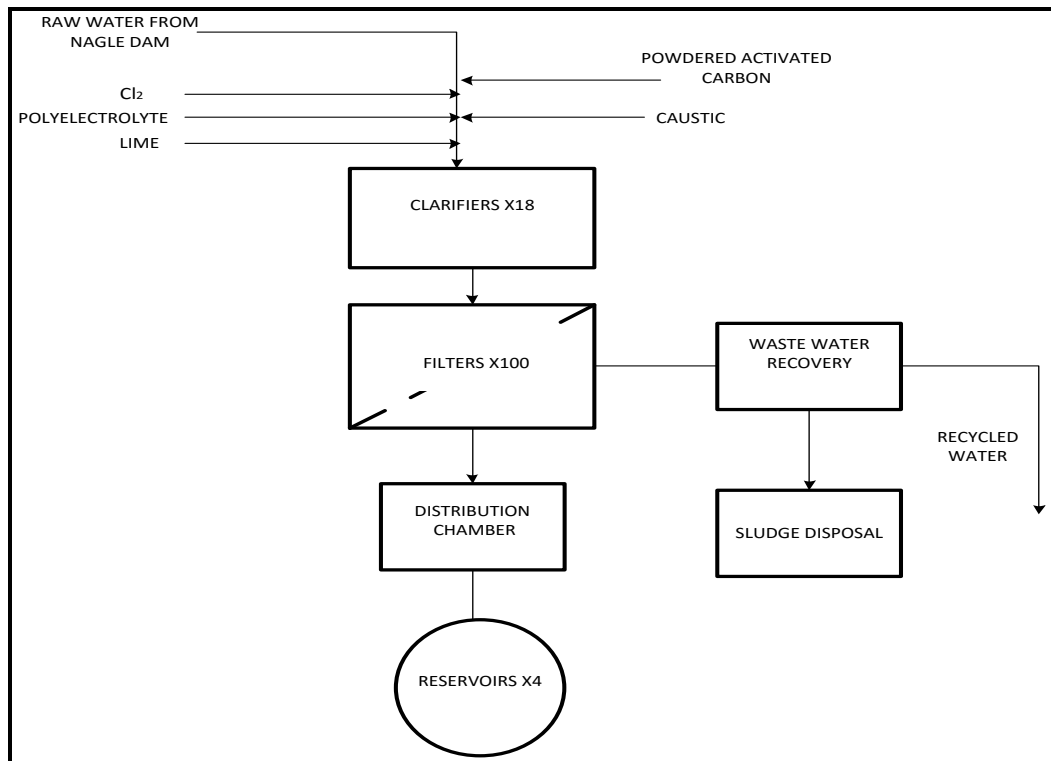 RAW WATER FROM
NAGLE DAM
POWDERED ACTIVATED
CARBON
Cl₂
POLYELECTROLYTE
CAUSTIC
LIME
CLARIFIERS X18
FILTERS X100
WASTE WATER
RECOVERY
RECYCLED
WATER
DISTRIBUTION
CHAMBER
SLUDGE DISPOSAL
RESERVOIRS X4